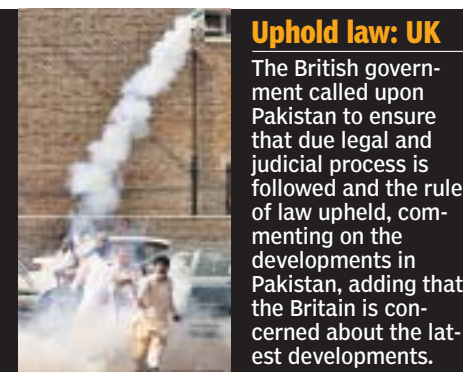 Uphold law: UK
The British govern-
ment called upon
Pakistan to ensure
that due legal and
judicial process is
followed and the rule
of law upheld, com-
menting on the
developments in
Pakistan, adding that
the Britain is con-
cerned about the lat-
est developments.